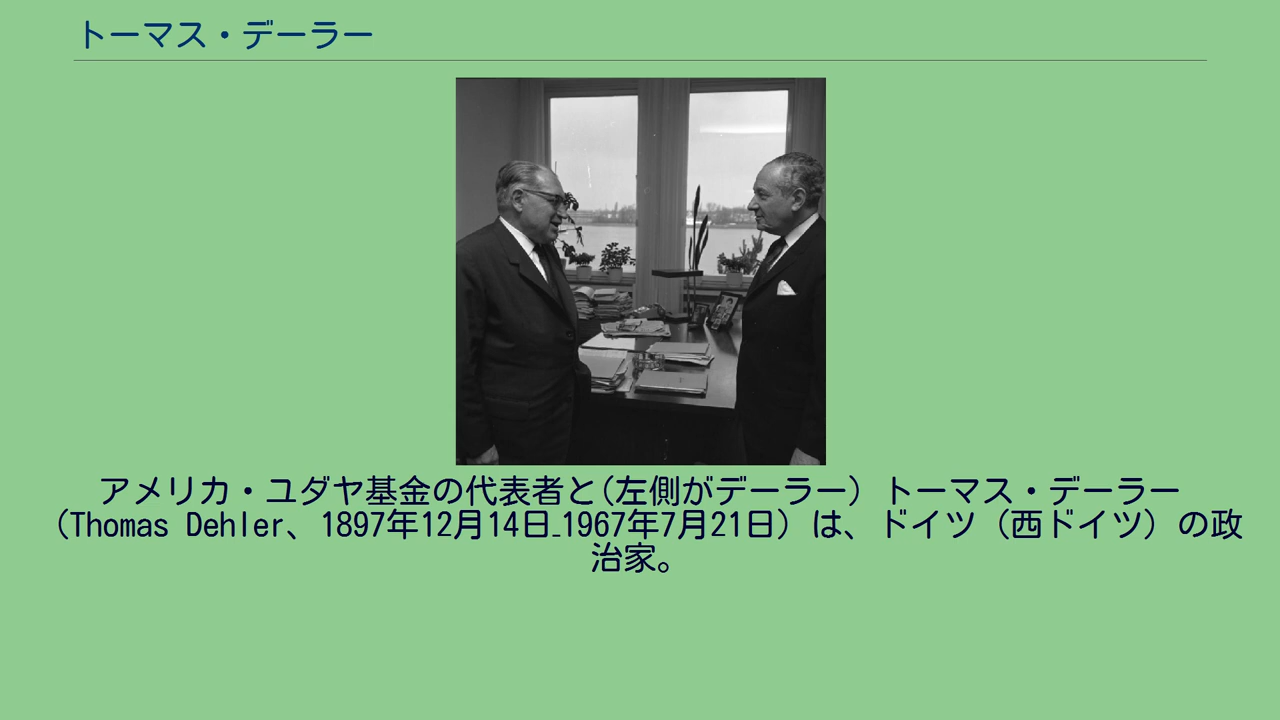 トーマス・デーラー
アメリカ・ユダヤ基金の代表者と(左側がデーラー) トーマス・デーラー
(Thomas Dehler、1897年12月14日-1967年7月21日）は、ドイツ（西ドイツ）の政
治家。